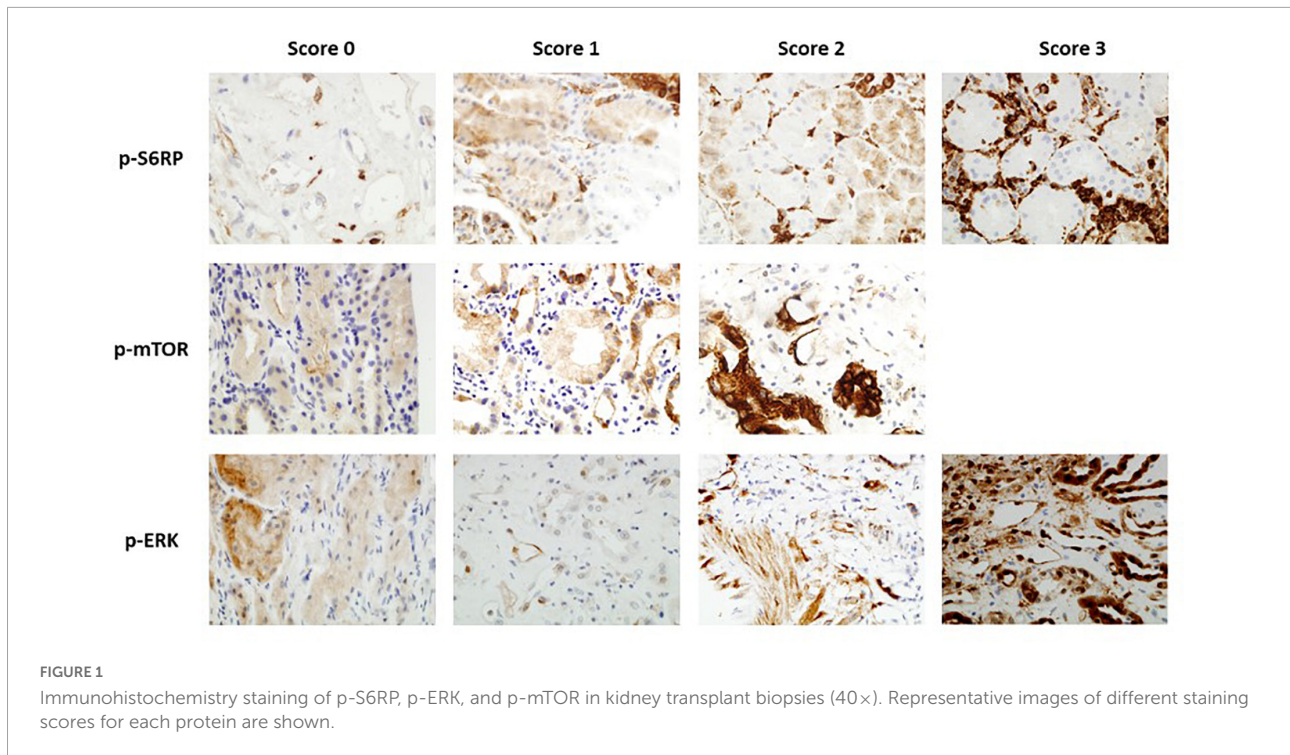 Score 0 Score 1 Score 2 Score 3
p-S6RP
p-mTOR
p-ERK
FIGURE 1
Immunohistochemistry staining of p-S6RP, p-ERK, and p-mTOR in kidney transplant biopsies (40×). Representative images of different staining
scores for each protein are shown.